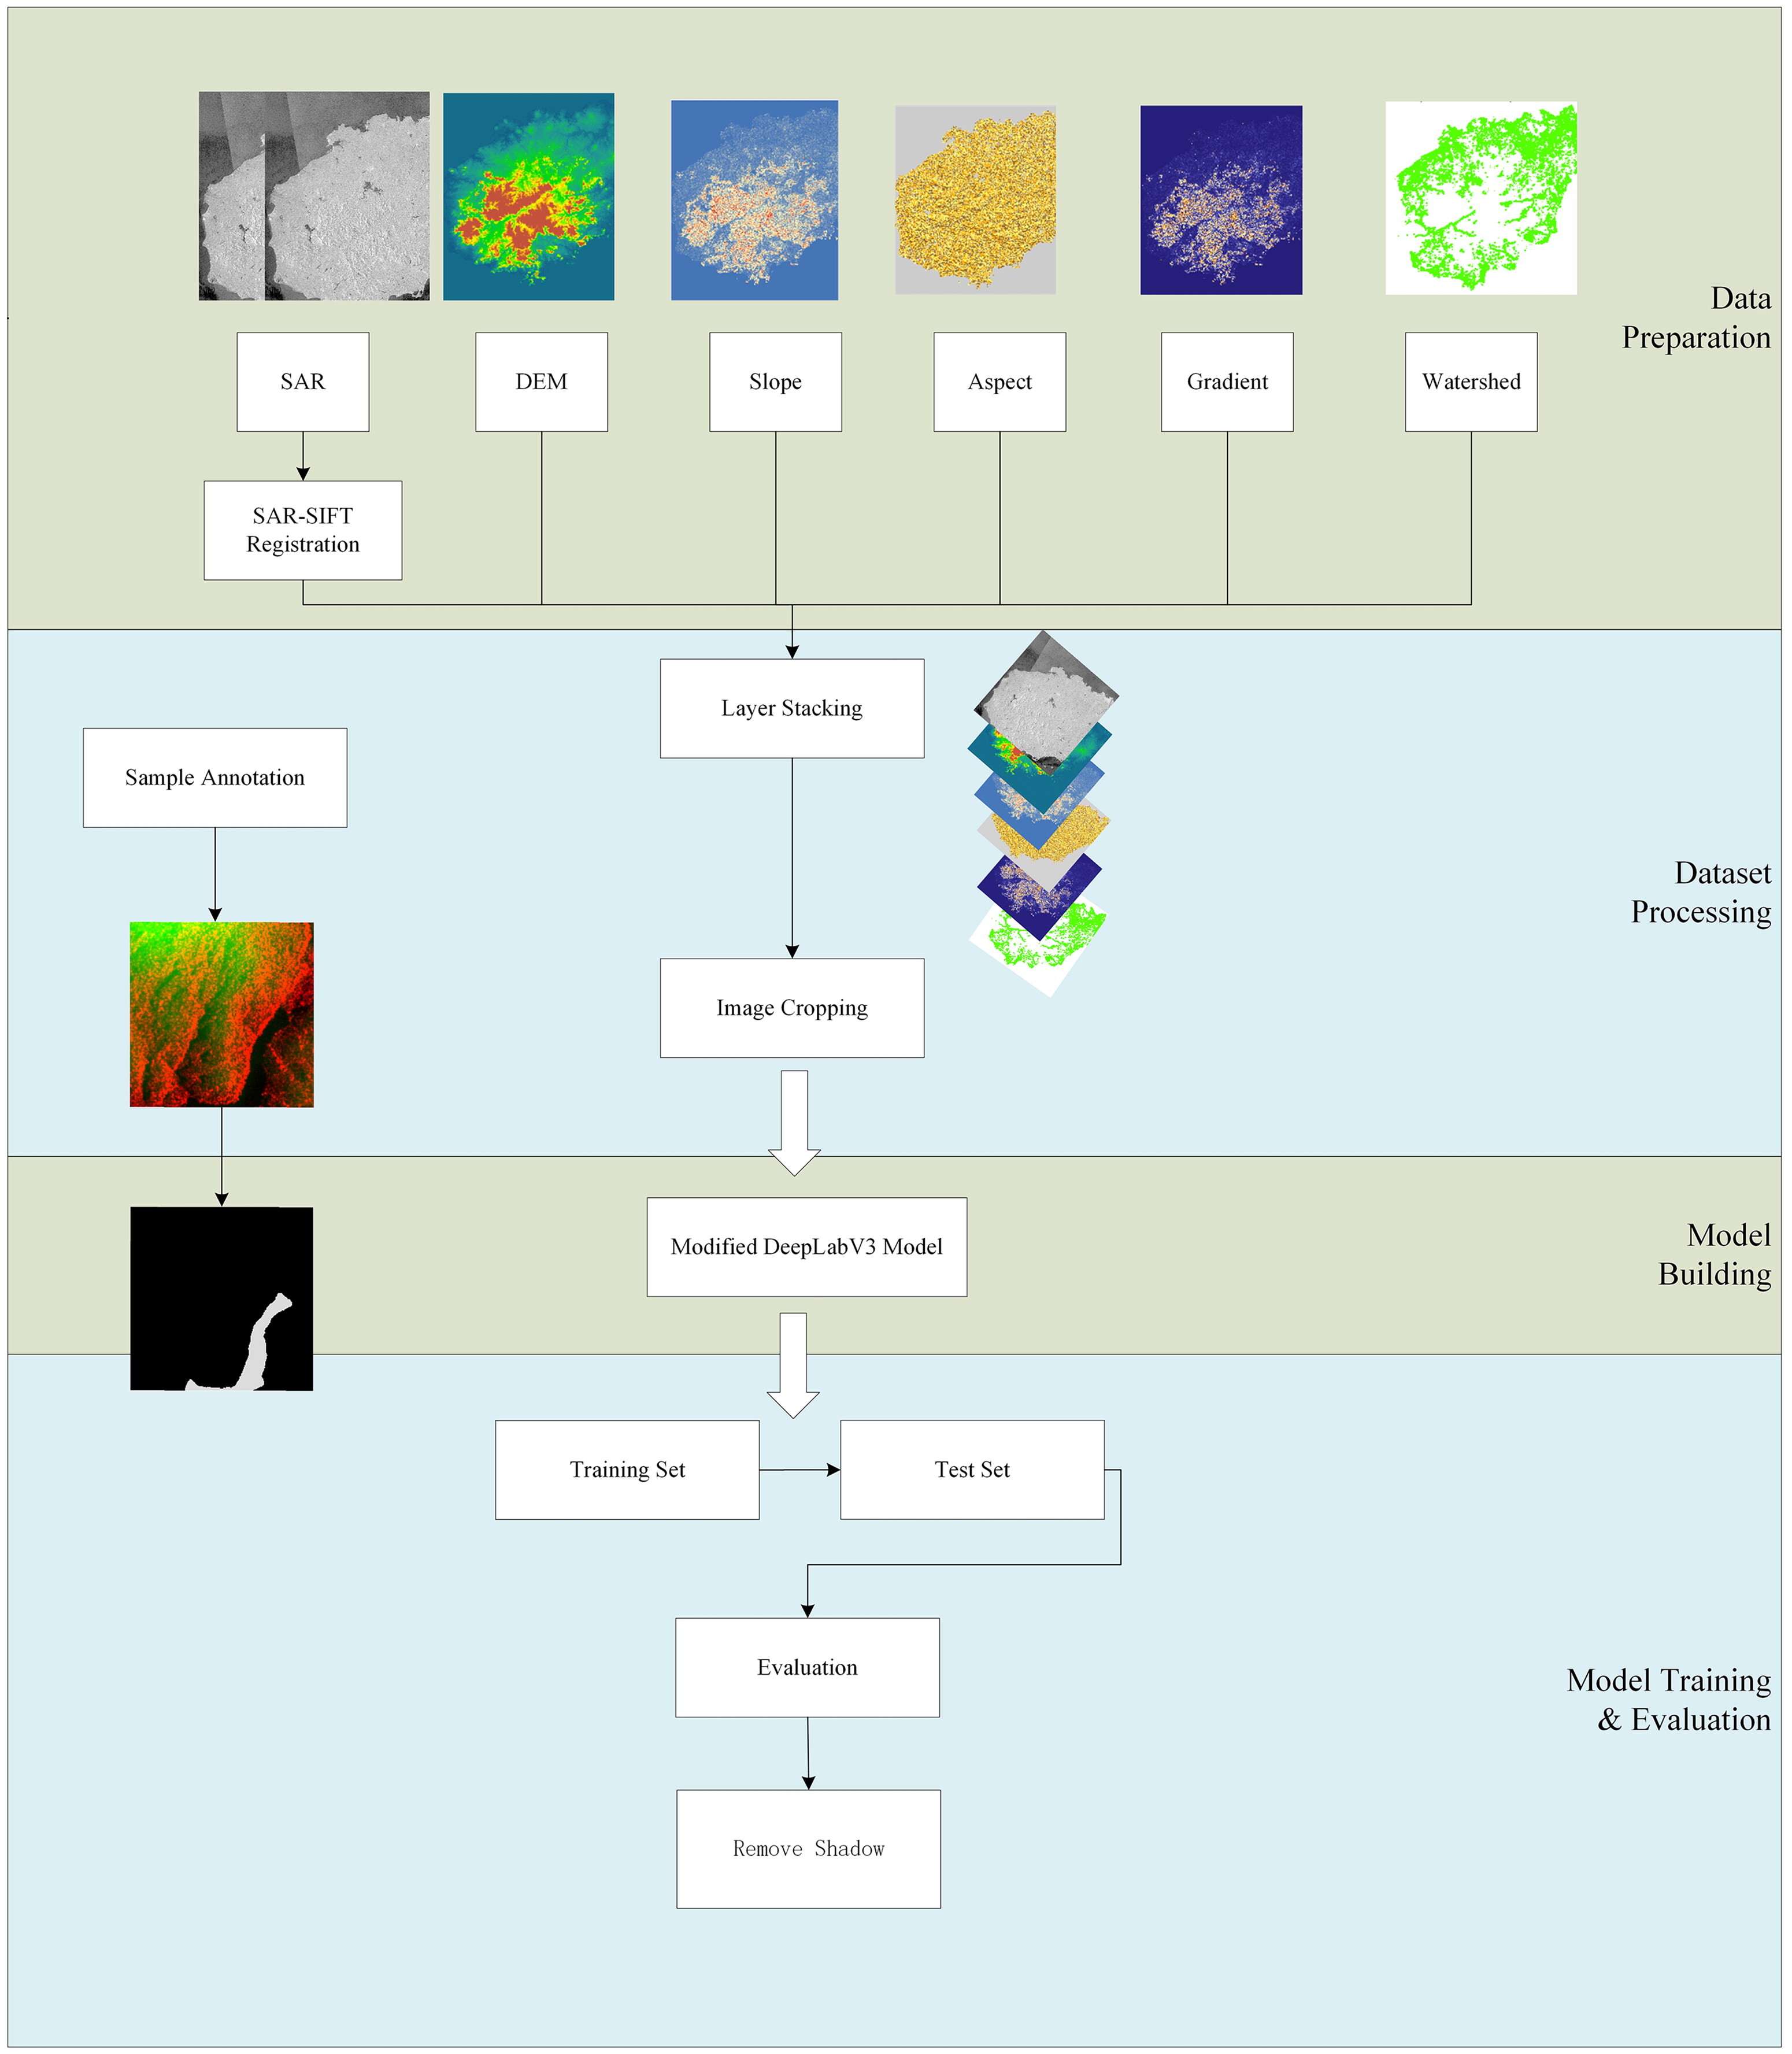 Data
Preparation
SAR
DEM
Slope
Aspect
Gradient
Watershed
SAR-SIFT
Registration
Layer Stacking
Sample Annotation
Dataset
Processing
Image Cropping
Modified DeepLabV3 Model
Model
Building
Training Set
Test Set
Evaluation
Model Training
& Evaluation
Remove Shadow